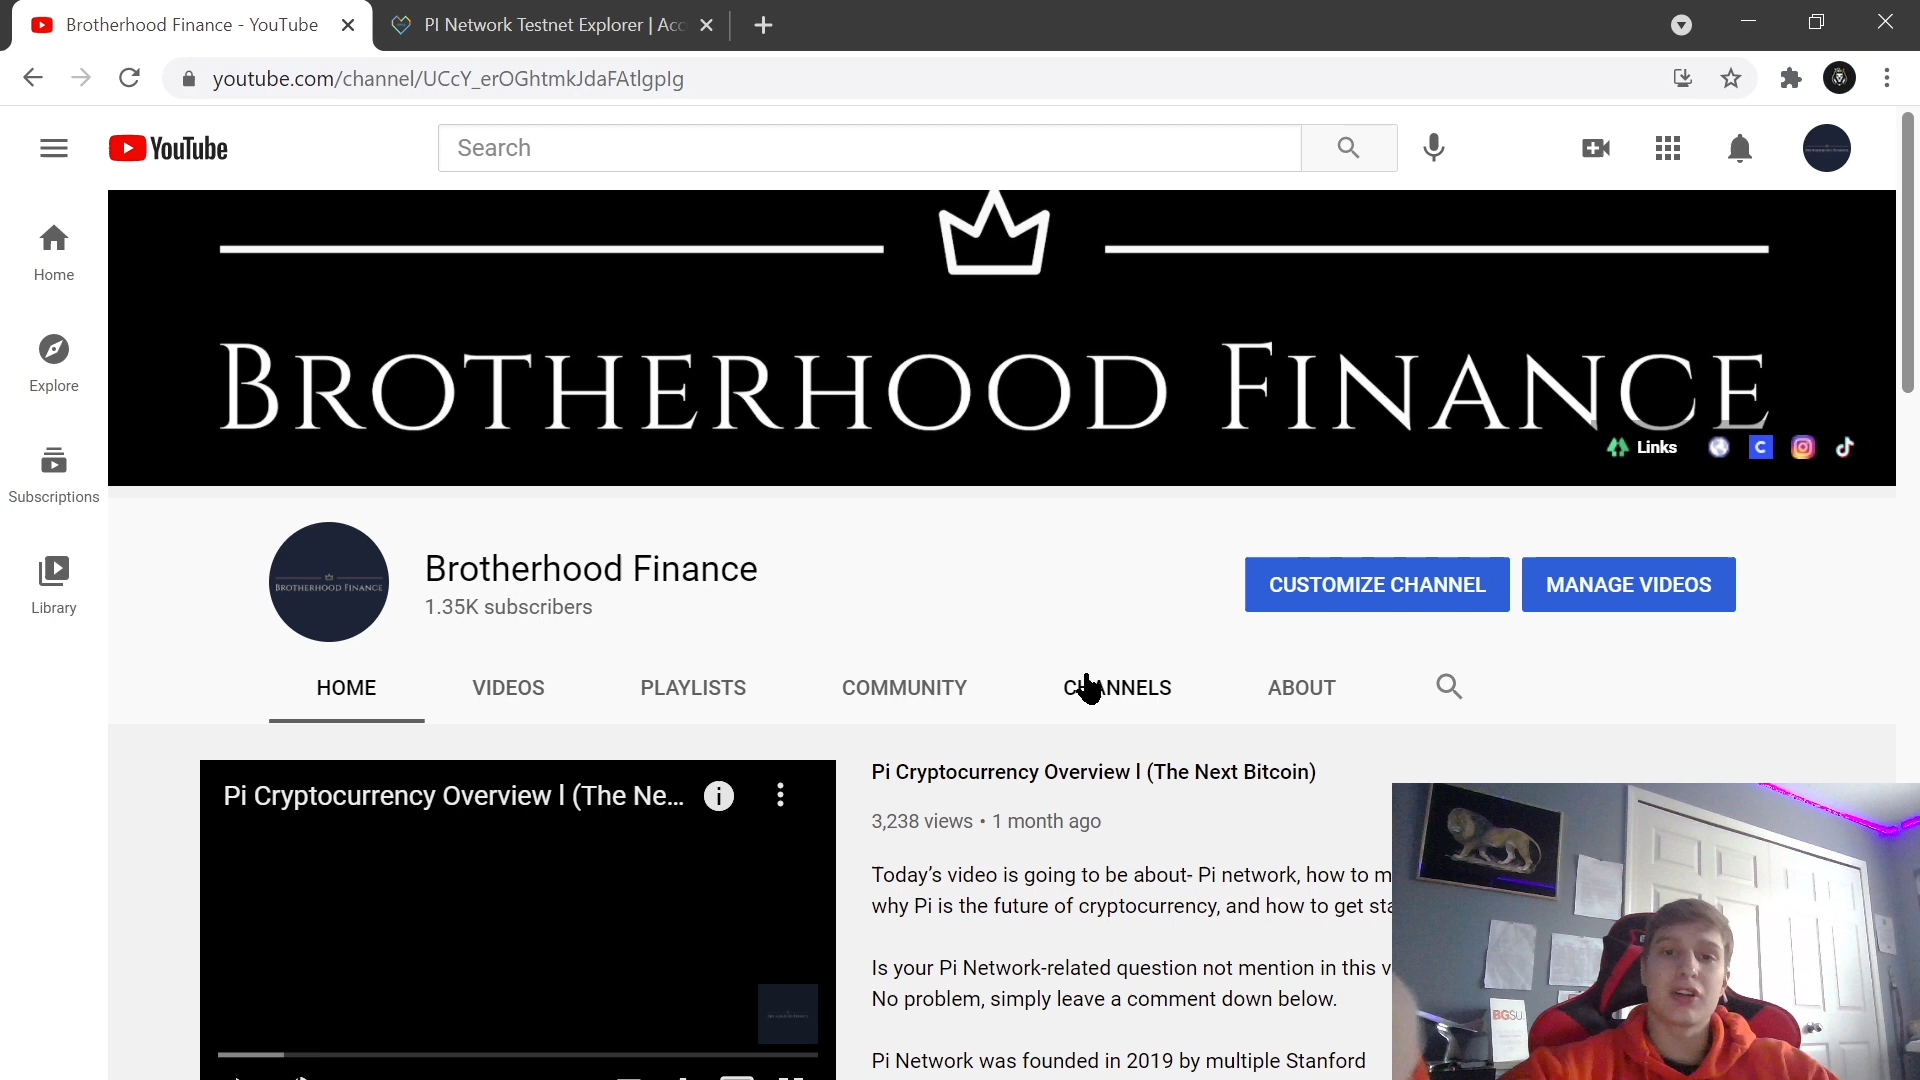 Brotherhood Finance - YouTube
PI Network Testnet Explorer | Acc
youtube.com/channel/UCcY_erOGhtmkJdaFAtlgpIg
YouTube
Search
Home
Explore
Subscriptions
Library
BROTHERHOOD FINANCE
Links
C
BROTHERHOOD FINANCE
Brotherhood Finance
1.35K subscribers
CUSTOMIZE CHANNEL
MANAGE VIDEOS
HOME
VIDEOS
PLAYLISTS
COMMUNITY
CHANNELS
ABOUT
Pi Cryptocurrency Overview l (The Ne...
Pi Cryptocurrency Overview l (The Next Bitcoin)
3,238 views • 1 month ago
Today's video is going to be about- Pi network, how to m
why Pi is the future of cryptocurrency, and how to get sta
Is your Pi Network-related question not mention in this v
No problem, simply leave a comment down below.
Pi Network was founded in 2019 by multiple Stanford
BGSU